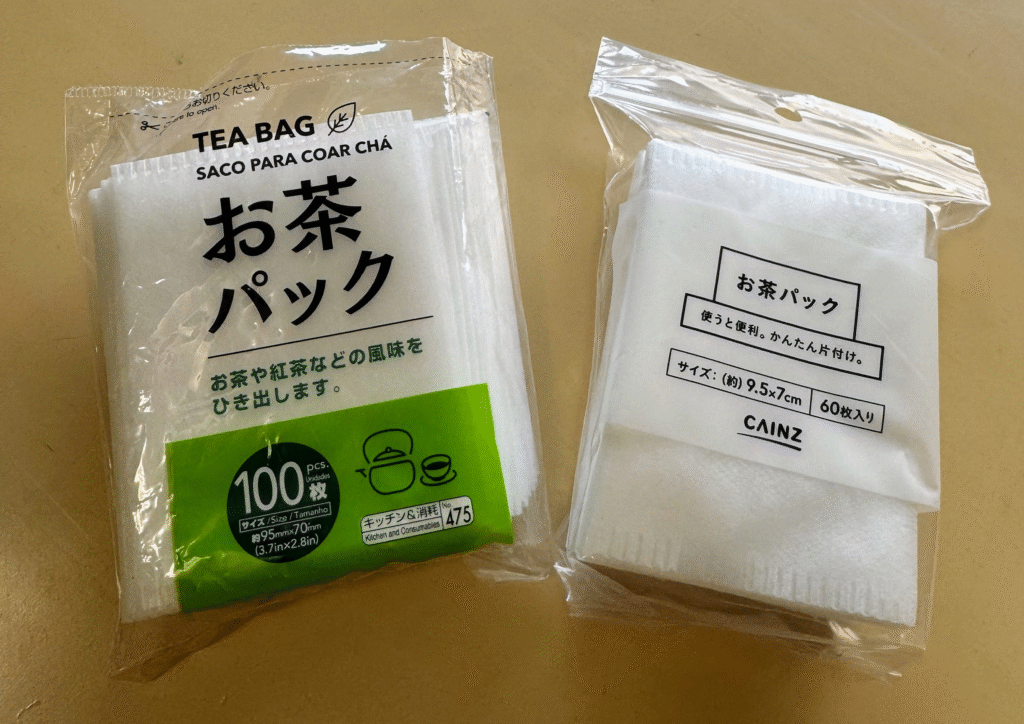 お切りください。
to open.
TEA BAG
SACO PARA COAR CHÁ
お茶
パック
お茶や紅茶などの風味を
ひき出します。
100 pcs.
Unidades
枚
サイズ/Size/Tamanho
約95mm×70mm
(3.7in×2.8in)
キッチン&消耗
Kitchen and Consumables
No.
475
お茶パック
使うと便利。かんたん片付け。
サイズ：(約) 9.5×7cm
60枚入り
CAINZ